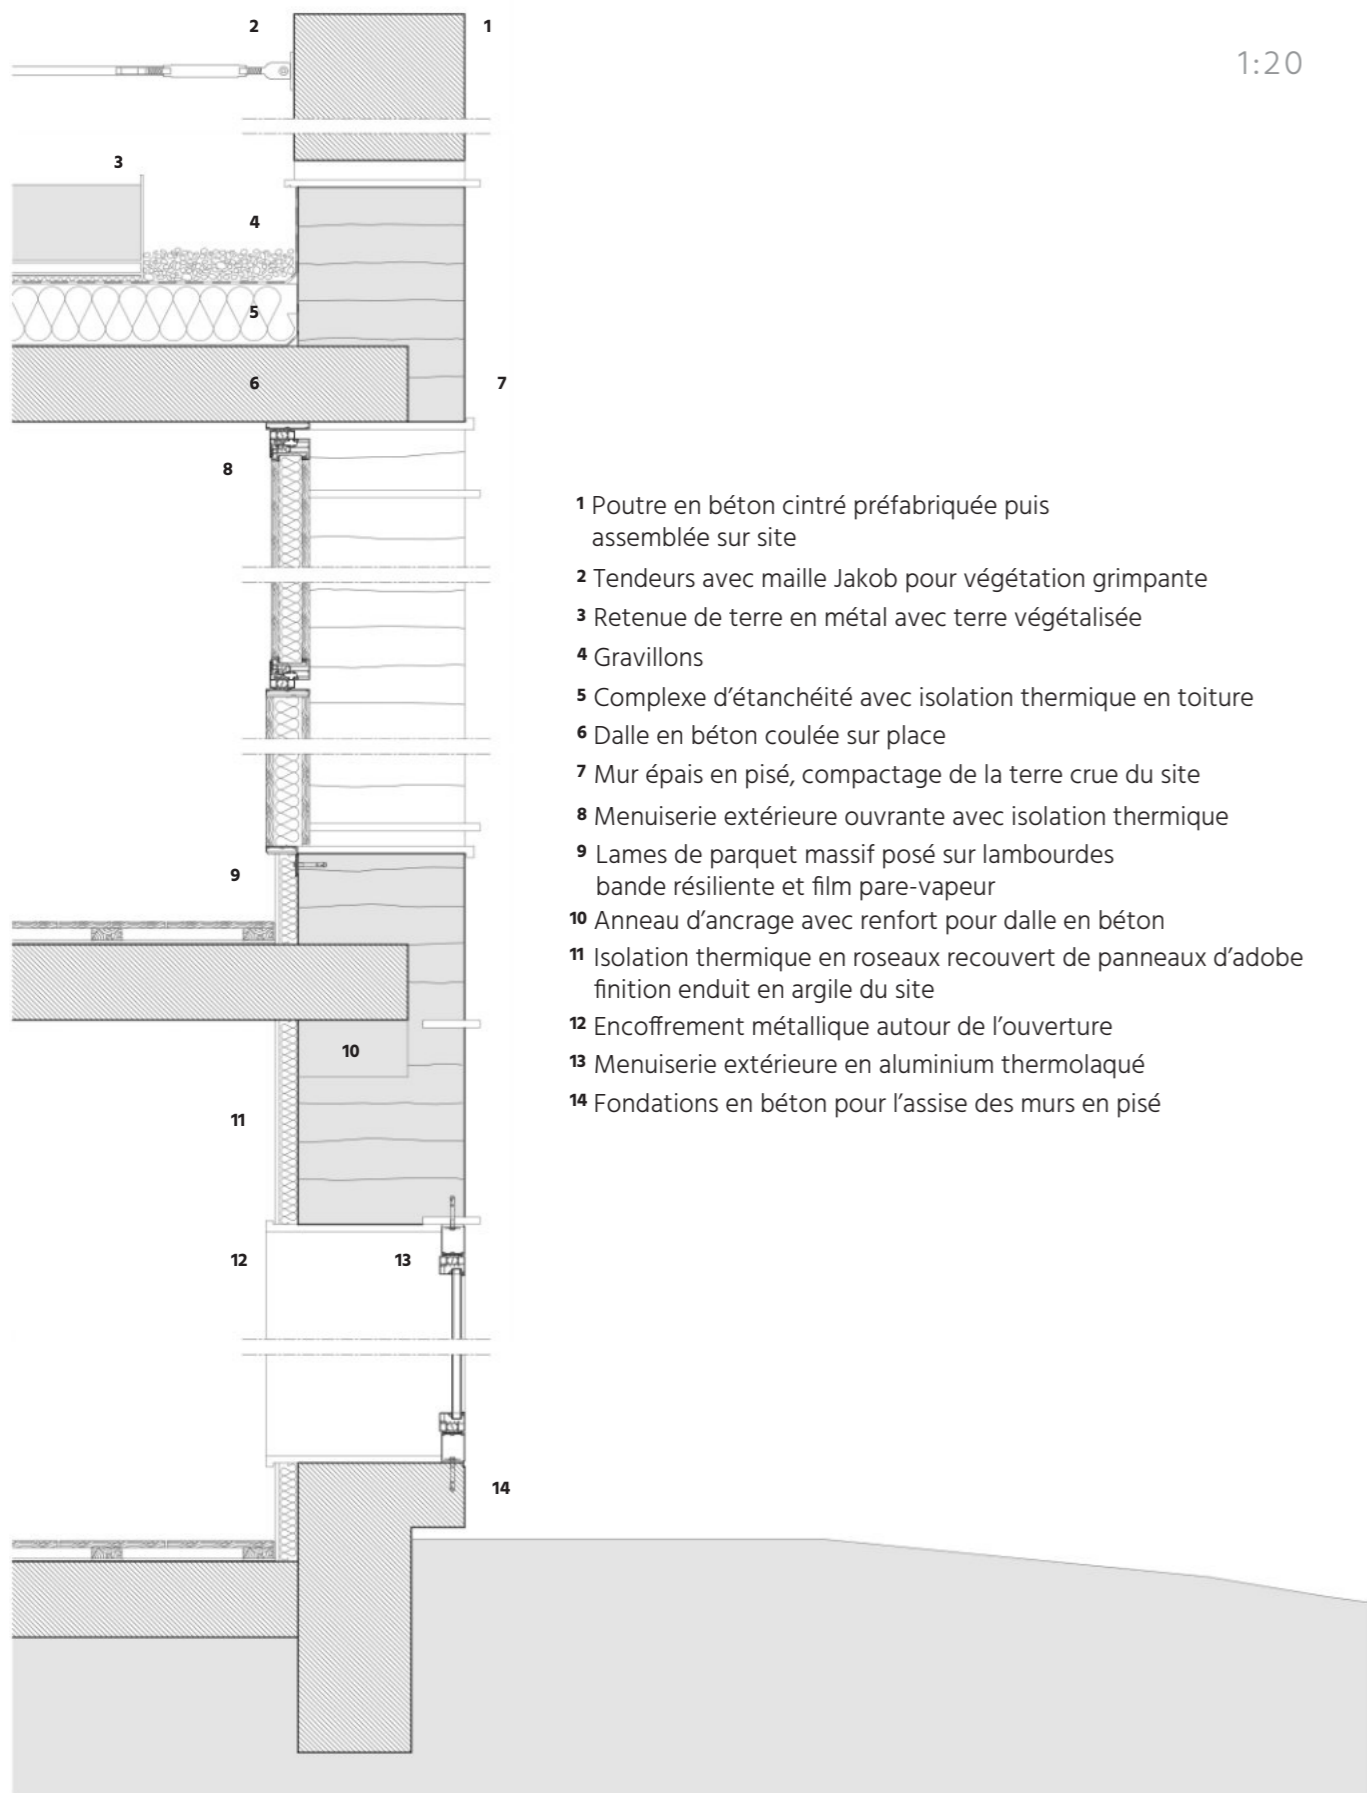 2
1
1:20
3
4
5
6
7
8
1 Poutre en béton cintré préfabriquée puis
assemblée sur site
2 Tendeurs avec maille Jakob pour végétation grimpante
3 Retenue de terre en métal avec terre végétalisée
4 Gravillons
5 Complexe d’étanchéité avec isolation thermique en toiture
6 Dalle en béton coulée sur place
7 Mur épais en pisé, compactage de la terre crue du site
8 Menuiserie extérieure ouvrante avec isolation thermique
9 Lames de parquet massif posé sur lambourdes
bande résiliente et film pare-vapeur
10 Anneau d’ancrage avec renfort pour dalle en béton
11 Isolation thermique en roseaux recouvert de panneaux d’adobe
finition enduit en argile du site
12 Encoffrement métallique autour de l’ouverture
13 Menuiserie extérieure en aluminium thermolaqué
14 Fondations en béton pour l’assise des murs en pisé
9
10
11
12
13
14